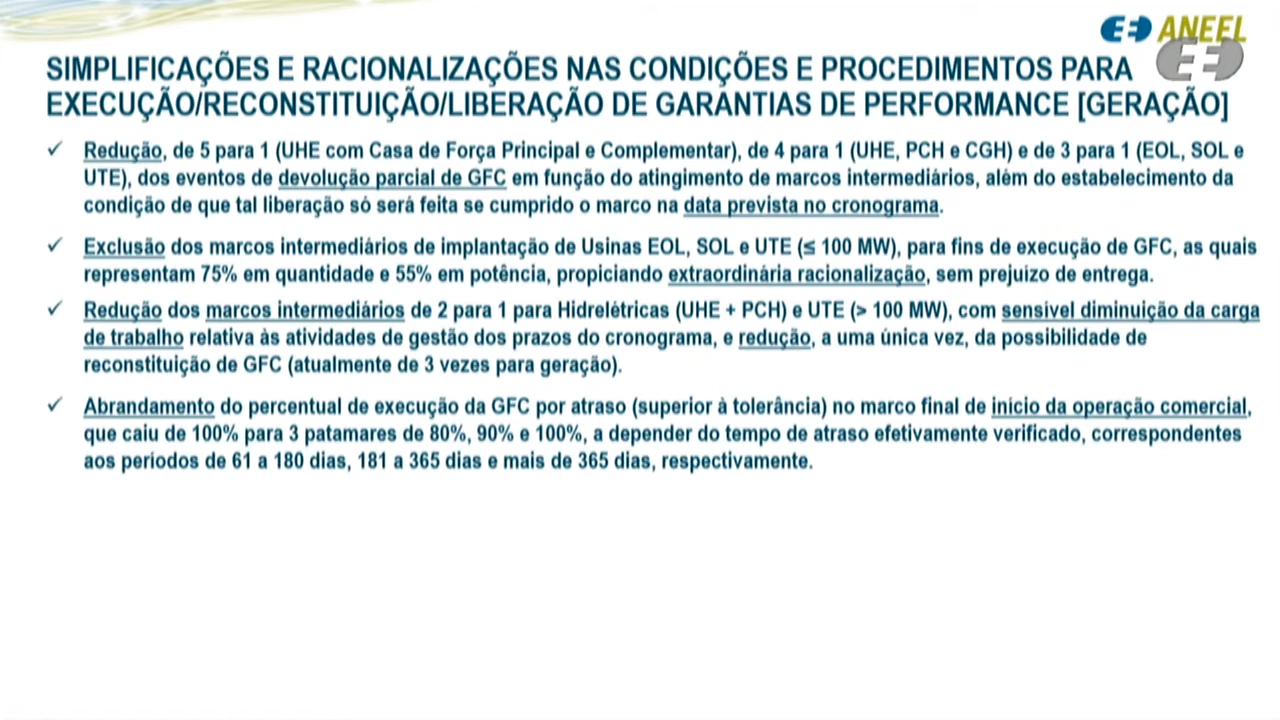 ANEEL
SIMPLIFICAÇÕES E RACIONALIZAÇÕES NAS CONDIÇÕES E PROCEDIMENTOS PARA
EXECUÇÃO/RECONSTITUIÇÃO/LIBERAÇÃO DE GARANTIAS DE PERFORMANCE [GERAÇÃO]
✓ Redução, de 5 para 1 (UHE com Casa de Força Principal e Complementar), de 4 para 1 (UHE, PCH e CGH) e de 3 para 1 (EOL, SOL e
UTE), dos eventos de devolução parcial de GFC em função do atingimento de marcos intermediários, além do estabelecimento da
condição de que tal liberação só será feita se cumprido o marco na data prevista no cronograma.
✓ Exclusão dos marcos intermediários de implantação de Usinas EOL, SOL e UTE (≤ 100 MW), para fins de execução de GFC, as quais
representam 75% em quantidade e 55% em potência, propiciando extraordinária racionalização, sem prejuízo de entrega.
✓ Redução dos marcos intermediários de 2 para 1 para Hidrelétricas (UHE + PCH) e UTE (> 100 MW), com sensível diminuição da carga
de trabalho relativa às atividades de gestão dos prazos do cronograma, e redução, a uma única vez, da possibilidade de
reconstituição de GFC (atualmente de 3 vezes para geração).
✓ Abrandamento do percentual de execução da GFC por atraso (superior à tolerância) no marco final de início da operação comercial,
que caiu de 100% para 3 patamares de 80%, 90% e 100%, a depender do tempo de atraso efetivamente verificado, correspondentes
aos períodos de 61 a 180 dias, 181 a 365 dias e mais de 365 dias, respectivamente.